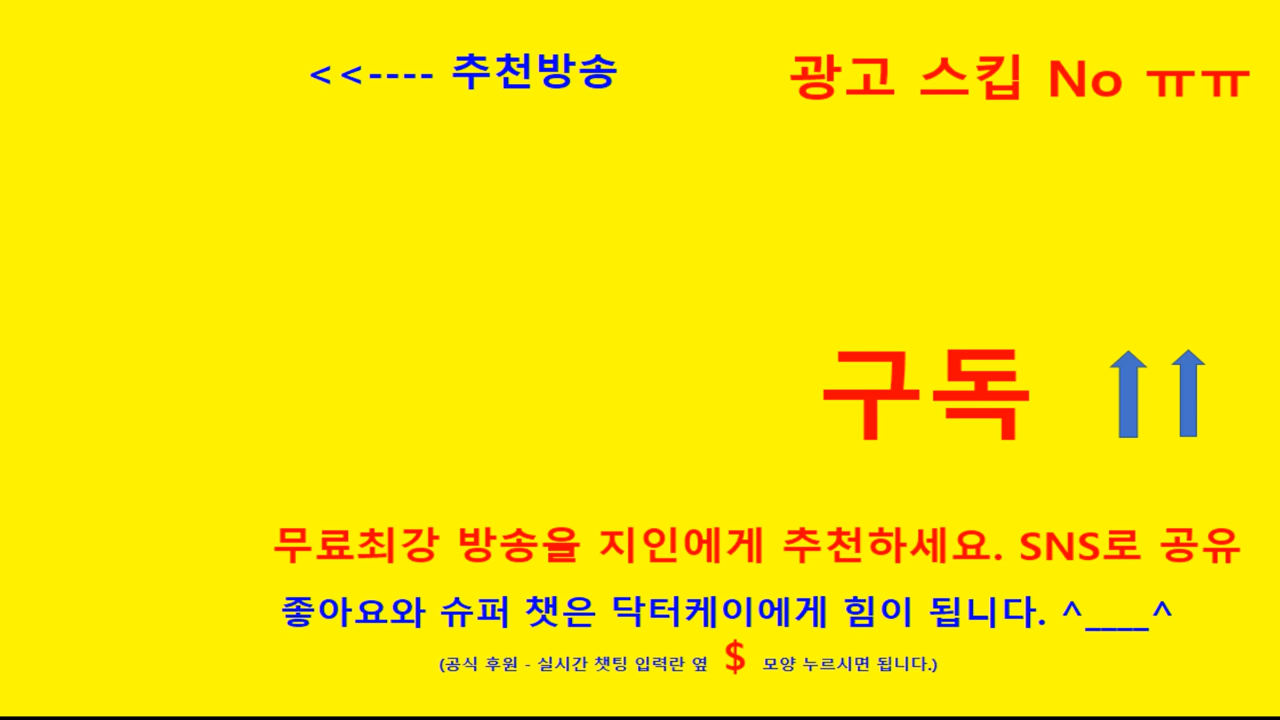 <<---- 추천방송
광고 스킵 No ㅠㅠ
구독
무료최강 방송을 지인에게 추천하세요. SNS로 공유
좋아요와 슈퍼 챗은 닥터케이에게 힘이 됩니다. ^____^
(공식 후원 - 실시간 챗팅 입력란 옆 $ 모양 누르시면 됩니다.)